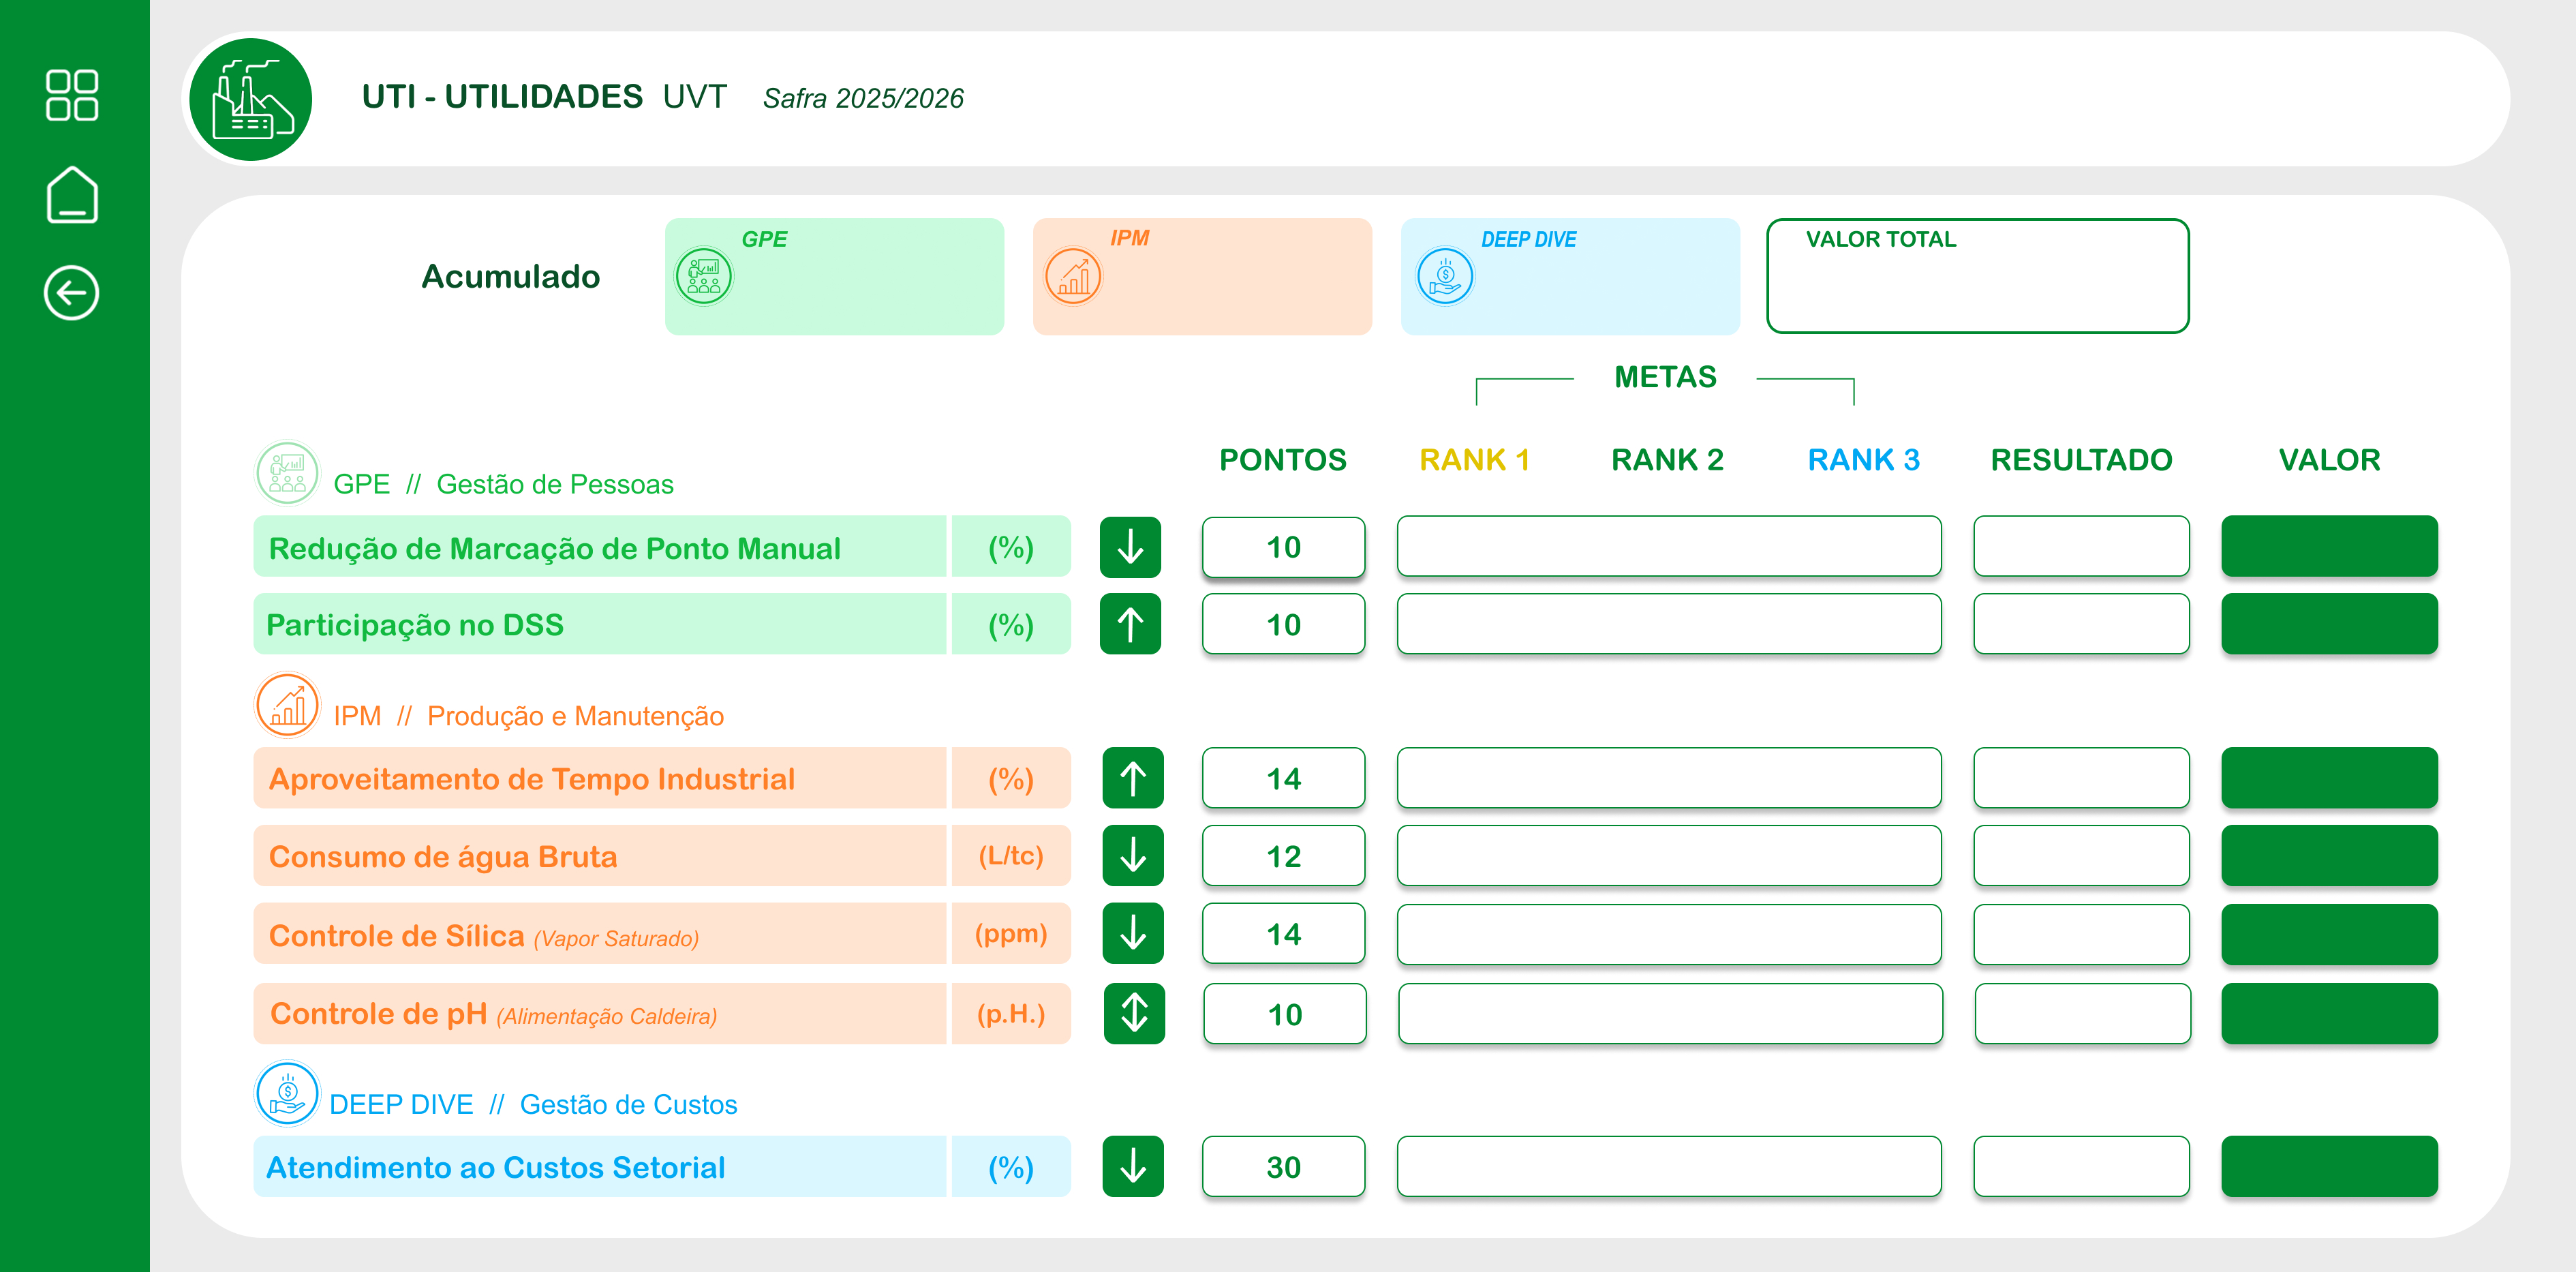 UTI - UTILIDADES UVT Safra 2025/2026
Acumulado
GPE
IPM
DEEP DIVE
VALOR TOTAL
METAS
PONTOS RANK 1 RANK 2 RANK 3 RESULTADO VALOR
GPE // Gestão de Pessoas
Redução de Marcação de Ponto Manual (%) 10
Participação no DSS (%) 10
IPM // Produção e Manutenção
Aproveitamento de Tempo Industrial (%) 14
Consumo de água Bruta (L/tc) 12
Controle de Sílica (Vapor Saturado) (ppm) 14
Controle de pH (Alimentação Caldeira) (p.H.) 10
DEEP DIVE // Gestão de Custos
Atendimento ao Custos Setorial (%) 30